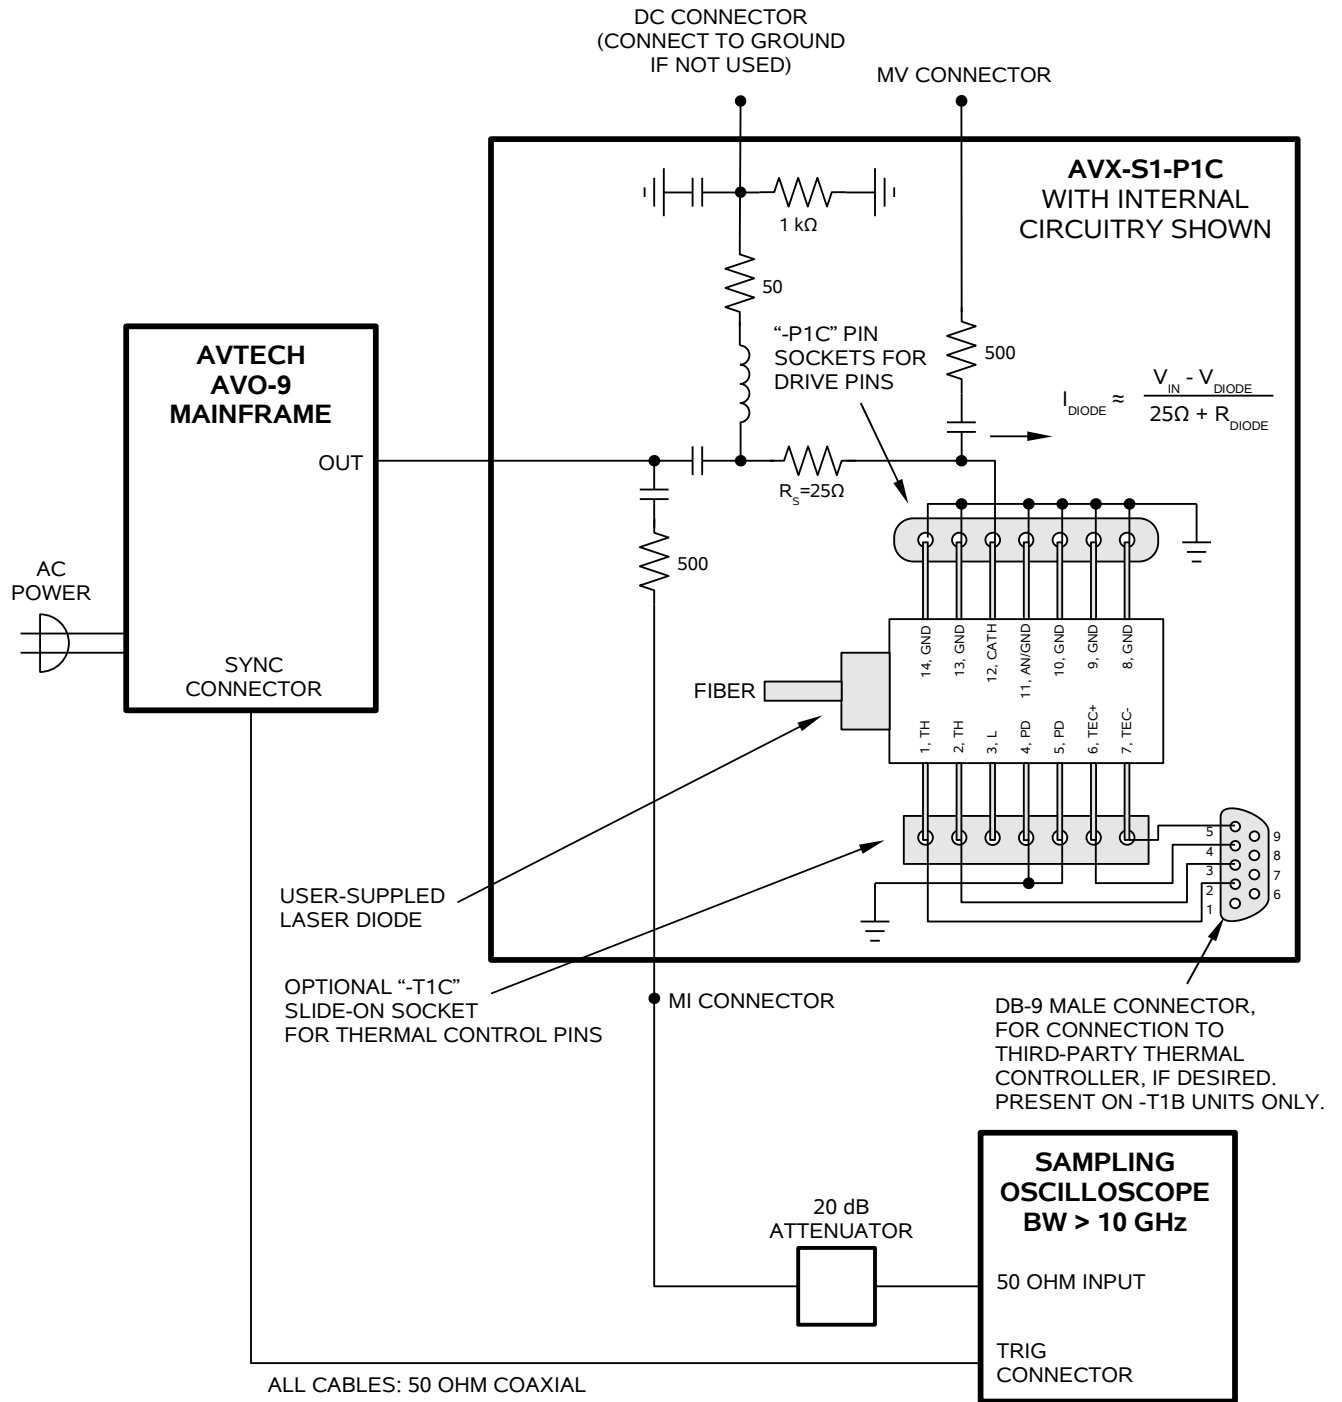 DC CONNECTOR
(CONNECT TO GROUND
IF NOT USED)
MV CONNECTOR
AVX-S1-P1C
WITH INTERNAL
CIRCUITRY SHOWN
1 kΩ
50
"-P1C" PIN
SOCKETS FOR
DRIVE PINS
500
I DIODE ≈ V IN - V DIODE
25Ω + R DIODE
AVTECH
AVO-9
MAINFRAME
OUT
R S=25Ω
500
AC
POWER
SYNC
CONNECTOR
FIBER
14, GND
13, GND
12, CATH
11, AN/GND
10, GND
9, GND
8, GND
1, TH
2, TH
3, L
4, PD
5, PD
6, TEC+
7, TEC-
5
4
3
2
1
9
8
7
6
USER-SUPPLED
LASER DIODE
OPTIONAL "-T1C"
SLIDE-ON SOCKET
FOR THERMAL CONTROL PINS
MI CONNECTOR
DB-9 MALE CONNECTOR,
FOR CONNECTION TO
THIRD-PARTY THERMAL
CONTROLLER, IF DESIRED.
PRESENT ON -T1B UNITS ONLY.
20 dB
ATTENUATOR
SAMPLING
OSCILLOSCOPE
BW > 10 GHz
50 OHM INPUT
TRIG
CONNECTOR
ALL CABLES: 50 OHM COAXIAL